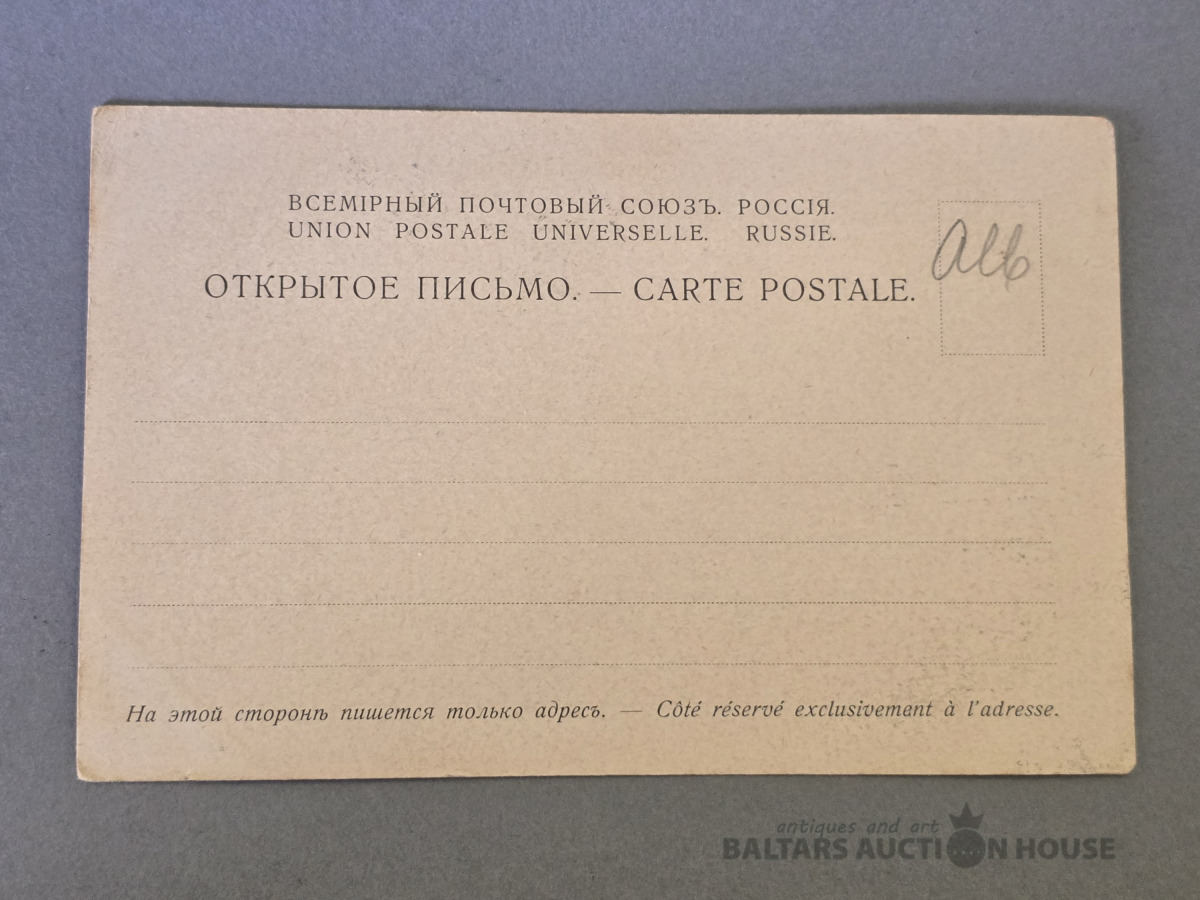 ВСЕМІРНЫЙ ПОЧТОВЫЙ СОЮЗЪ. РОССІЯ.
UNION POSTALE UNIVERSELLE. RUSSIE.
ОТКРЫТОЕ ПИСЬМО. — CARTE POSTALE.
Alb
На этой сторонѣ пишется только адресъ. — Côté réservé exclusivement à l'adresse.
antiques and art
BALTARS AUCTION HOUSE